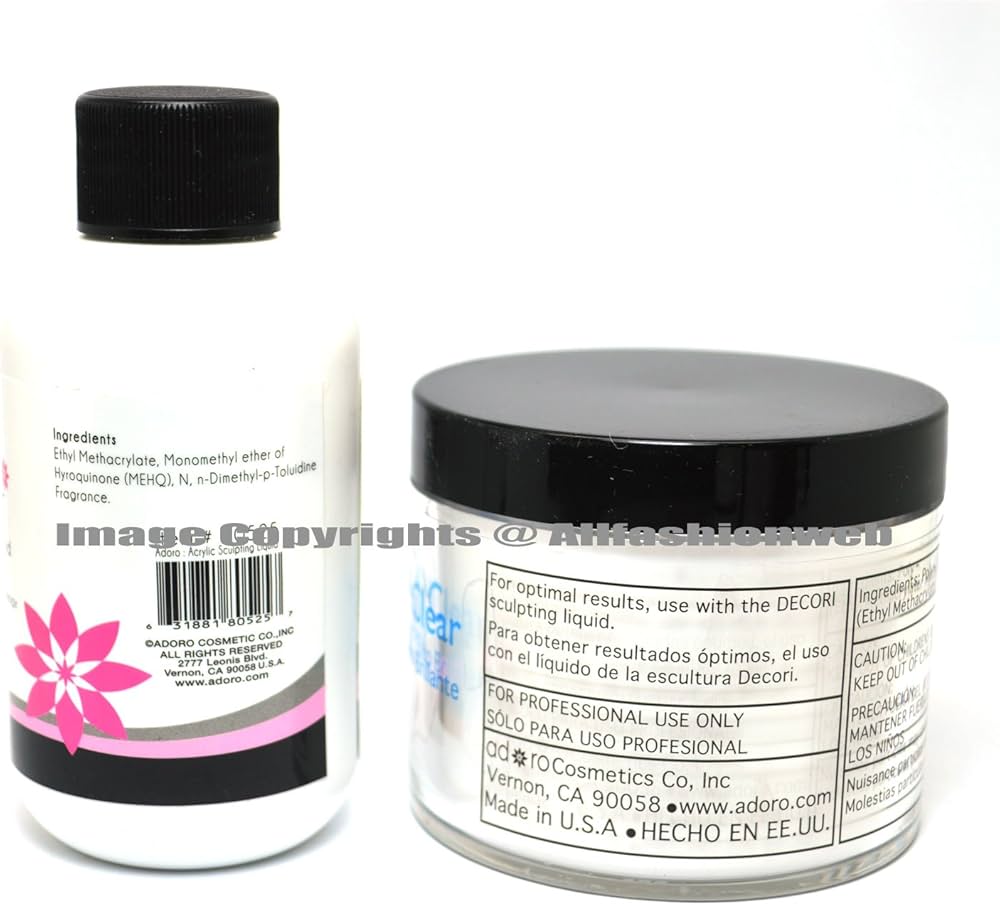 Ingredients
Ethyl Methacrylate, Monomethyl ether of
Hyroquinone (MEHQ), N, n-Dimethyl-p-Toluidine
Fragrance.
Image Copyrights @ Allfashionweb
Adoro : Acrylic Sculpting Liquid
6 31881 80525 7
©ADORO COSMETIC CO.,INC
ALL RIGHTS RESERVED
2777 Leonis Blvd.
Vernon, CA 90058 U.S.A.
www.adoro.com
clear
For optimal results, use with the DECORI
sculpting liquid.
Para obtener resultados óptimos, el uso
con el líquido de la escultura Decori.
FOR PROFESSIONAL USE ONLY
SÓLO PARA USO PROFESIONAL
adoro Cosmetics Co, Inc
Vernon, CA 90058 ● www.adoro.com
Made in U.S.A ● HECHO EN EE.UU.
Ingredients:
(Ethyl
CAUTION:
KEEP OUT OF
PRECAUCIÓN:
MANTENER
LOS NIÑOS
Nuisance
Molestias